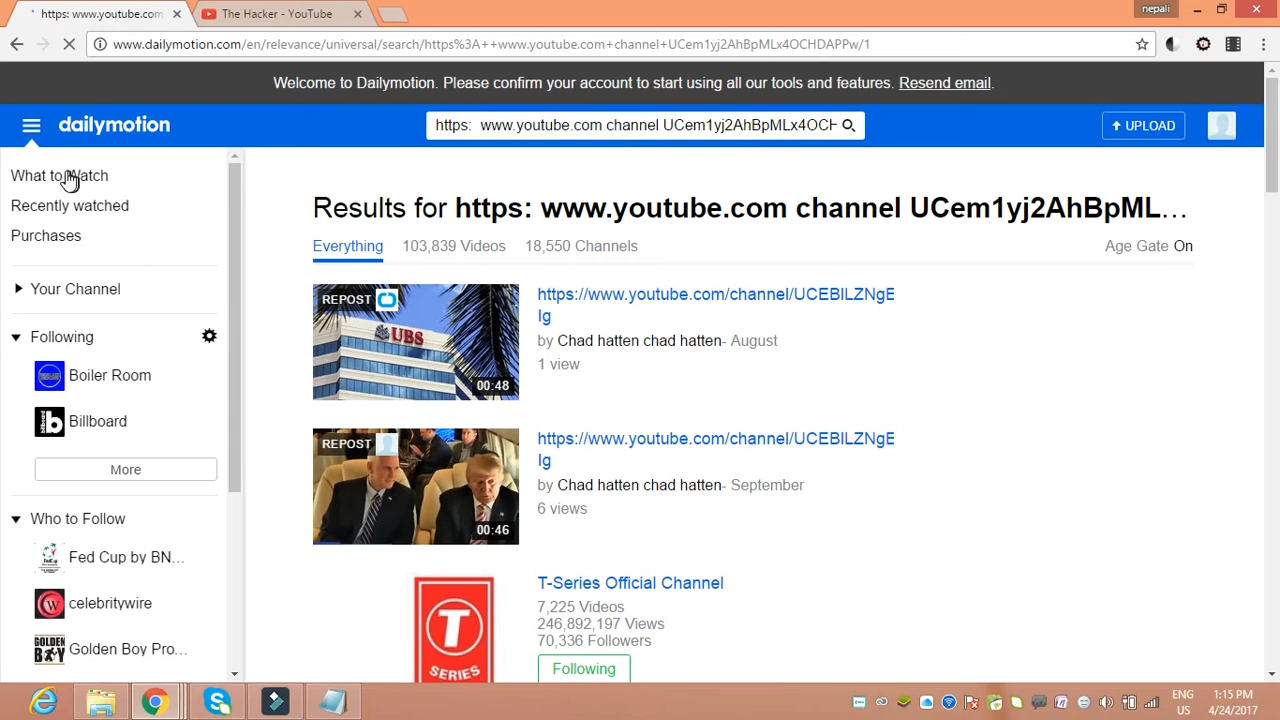 https: www.youtube.com
The Hacker - YouTube
nepali
www.dailymotion.com/en/relevance/universal/search/https%3A++www.youtube.com+channel+UCem1yj2AhBpMLx4OCHDAPPw/1
Welcome to Dailymotion. Please confirm your account to start using all our tools and features. Resend email.
dailymotion
https: www.youtube.com channel UCem1yj2AhBpMLx4OCH
UPLOAD
What to Watch
Recently watched
Purchases
Your Channel
Following
Boiler Room
Billboard
More
Who to Follow
Fed Cup by BN...
celebritywire
Golden Boy Pro...
GOLDEN
BOY
Results for https: www.youtube.com channel UCem1yj2AhBpML...
Everything
103,839 Videos
18,550 Channels
Age Gate On
REPOST
UBS
00:48
https://www.youtube.com/channel/UCEBILZNgE
Ig
by Chad hatten chad hatten- August
1 view
REPOST
00:46
https://www.youtube.com/channel/UCEBILZNgE
Ig
by Chad hatten chad hatten- September
6 views
T
SERIES
T-Series Official Channel
7,225 Videos
246,892,197 Views
70,336 Followers
Following
ENG
US
1:15 PM
4/24/2017